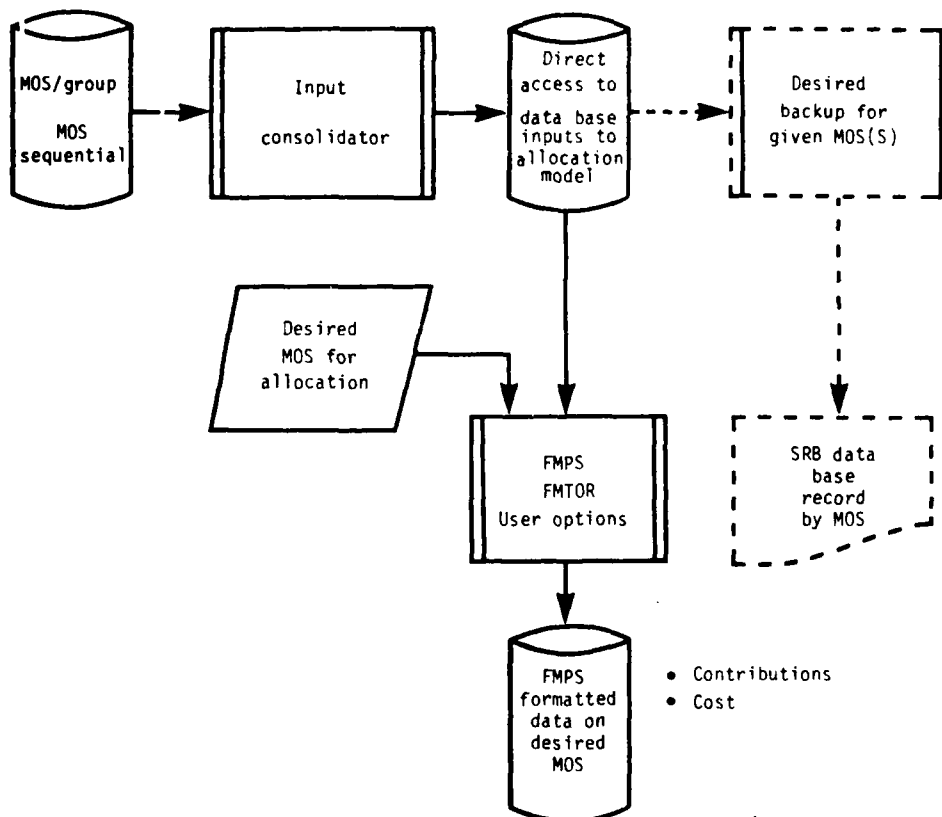 MOS/group
MOS
sequential
Input
consolidator
Direct
access to
data base
inputs to
allocation
model
Desired
backup for
given MOS(S)
Desired
MOS for
allocation
FMPS
FMTOR
User options
SRB data
base
record
by MOS
FMPS
formatted
data on
desired
MOS
• Contributions
• Cost